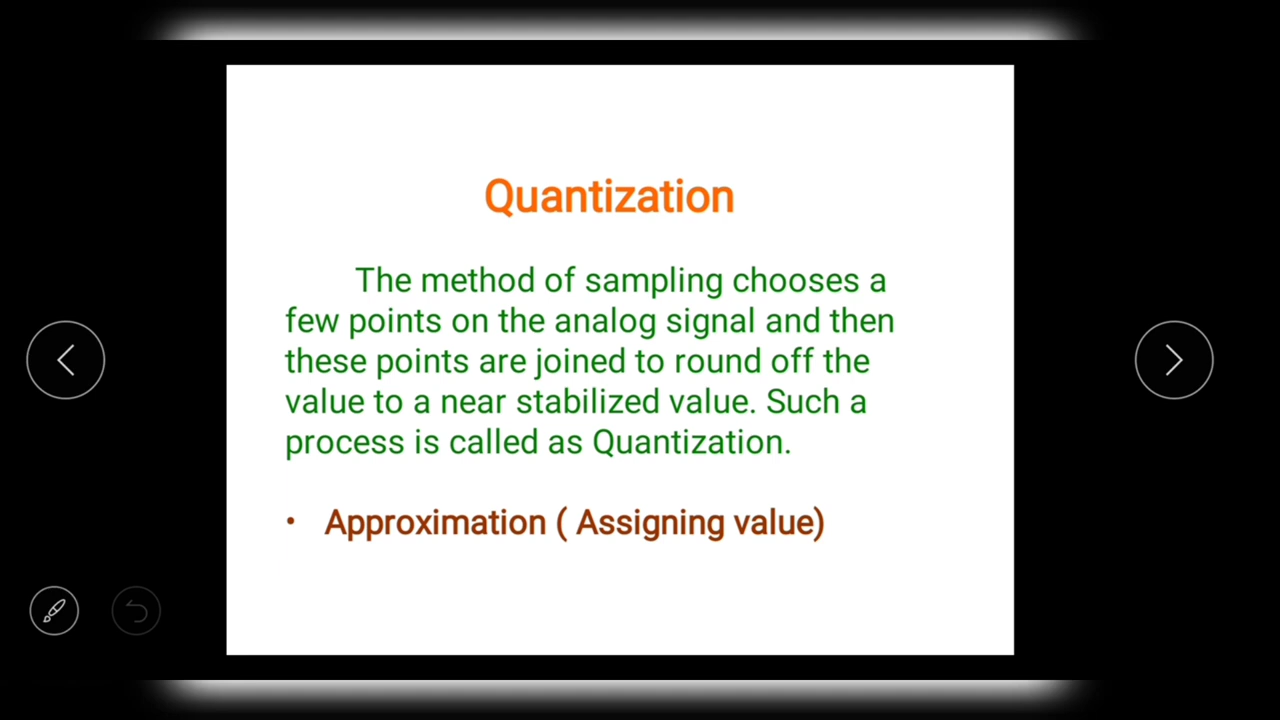 Quantization
The method of sampling chooses a
few points on the analog signal and then
these points are joined to round off the
value to a near stabilized value. Such a
process is called as Quantization.
• Approximation ( Assigning value)